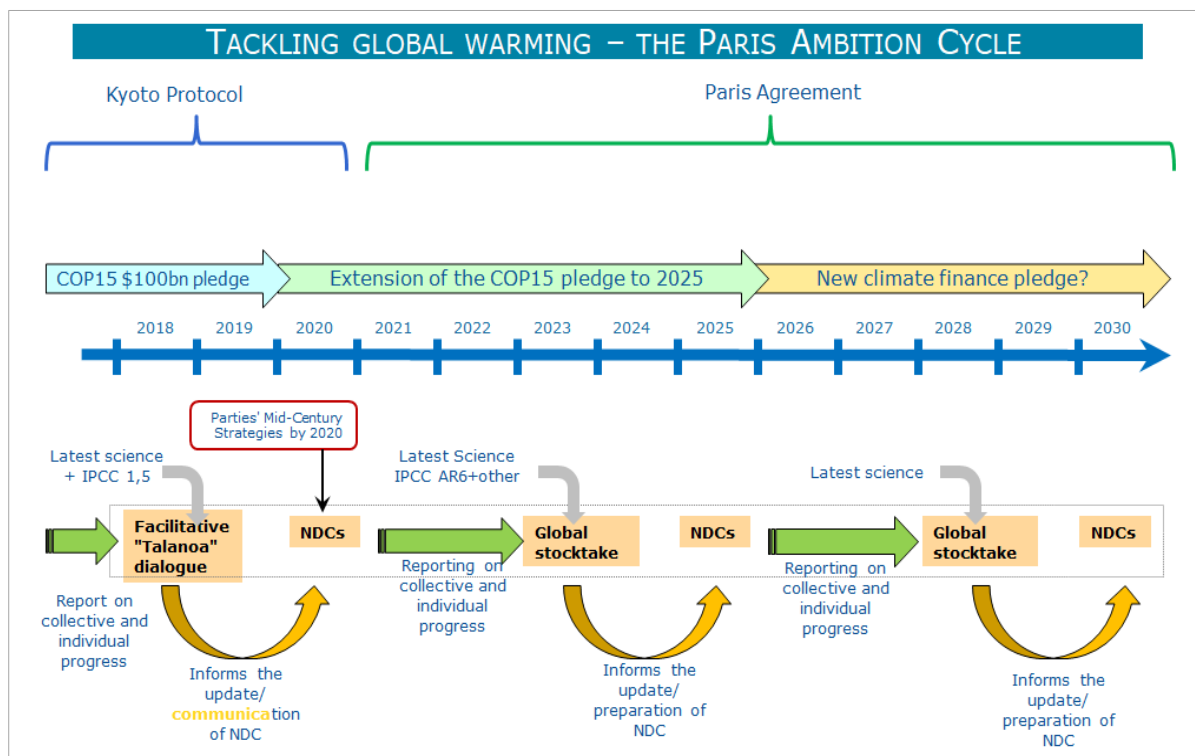 TACKLING GLOBAL WARMING – THE PARIS AMBITION CYCLE
Kyoto Protocol
Paris Agreement
COP15 $100bn pledge
Extension of the COP15 pledge to 2025
New climate finance pledge?
2018 2019 2020 2021 2022 2023 2024 2025 2026 2027 2028 2029 2030
Parties' Mid-Century
Strategies by 2020
Latest science
+ IPCC 1,5
Latest Science
IPCC AR6+other
Latest science
Facilitative
"Talanoa"
dialogue
NDCs
Global
stocktake
NDCs
Global
stocktake
NDCs
Report on
collective and
individual
progress
Reporting on
collective and
individual
progress
Reporting on
collective and
individual
progress
Informs the
update/
communication
of NDC
Informs the
update/
preparation of
NDC
Informs the
update/
preparation of
NDC